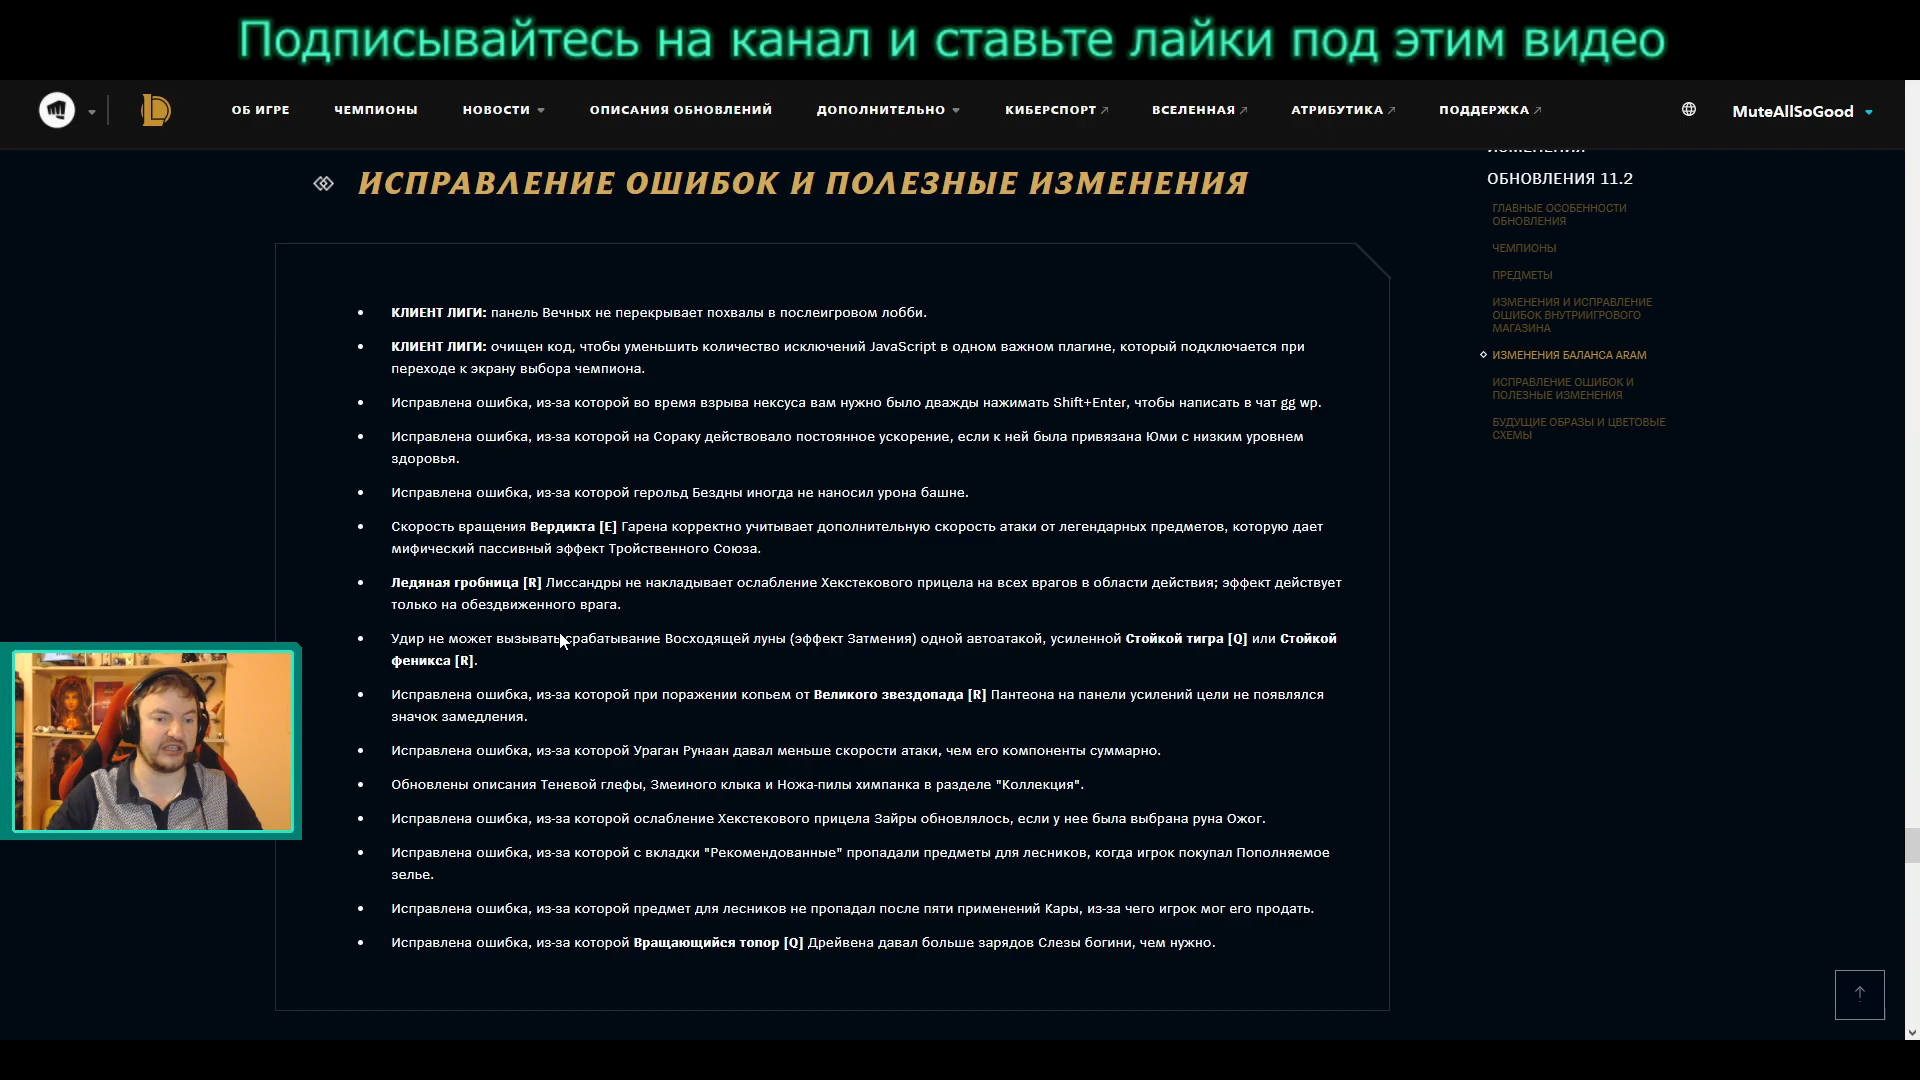 Подписывайтесь на канал и ставьте лайки под этим видео
ОБ ИГРЕ ЧЕМПИОНЫ НОВОСТИ ОПИСАНИЯ ОБНОВЛЕНИЙ ДОПОЛНИТЕЛЬНО КИБЕРСПОРТ ВСЕЛЕННАЯ АТРИБУТИКА ПОДДЕРЖКА MuteAllSoGood
ИСПРАВЛЕНИЕ ОШИБОК И ПОЛЕЗНЫЕ ИЗМЕНЕНИЯ
КЛИЕНТ ЛИГИ: панель Вечных не перекрывает похвалы в послеигровом лобби.
КЛИЕНТ ЛИГИ: очищен код, чтобы уменьшить количество исключений JavaScript в одном важном плагине, который подключается при
переходе к экрану выбора чемпиона.
Исправлена ошибка, из-за которой во время взрыва нексуса вам нужно было дважды нажимать Shift+Enter, чтобы написать в чат gg wp.
Исправлена ошибка, из-за которой на Сораку действовало постоянное ускорение, если к ней была привязана Юми с низким уровнем
здоровья.
Исправлена ошибка, из-за которой герольд Бездны иногда не наносил урона башне.
Скорость вращения Вердикта [E] Гарена корректно учитывает дополнительную скорость атаки от легендарных предметов, которую дает
мифический пассивный эффект Тройственного Союза.
Ледяная гробница [R] Лиссандры не накладывает ослабление Хекстекового прицела на всех врагов в области действия; эффект действует
только на обездвиженного врага.
Удир не может вызывать срабатывание Восходящей луны (эффект Затмения) одной автоатакой, усиленной Стойкой тигра [Q] или Стойкой
феникса [R].
Исправлена ошибка, из-за которой при поражении копьем от Великого звездопада [R] Пантеона на панели усилений цели не появлялся
значок замедления.
Исправлена ошибка, из-за которой Ураган Рунаан давал меньше скорости атаки, чем его компоненты суммарно.
Обновлены описания Теневой глефы, Змеиного клыка и Ножа-пилы химпанка в разделе "Коллекция".
Исправлена ошибка, из-за которой ослабление Хекстекового прицела Зайры обновлялось, если у нее была выбрана руна Ожог.
Исправлена ошибка, из-за которой с вкладки "Рекомендованные" пропадали предметы для лесников, когда игрок покупал Пополняемое
зелье.
Исправлена ошибка, из-за которой предмет для лесников не пропадал после пяти применений Кары, из-за чего игрок мог его продать.
Исправлена ошибка, из-за которой Вращающийся топор [Q] Дрейвена давал больше зарядов Слезы богини, чем нужно.
ИЗМЕНЕНИЯ
ОБНОВЛЕНИЯ 11.2
ГЛАВНЫЕ ОСОБЕННОСТИ
ОБНОВЛЕНИЯ
ЧЕМПИОНЫ
ПРЕДМЕТЫ
ИЗМЕНЕНИЯ И ИСПРАВЛЕНИЕ
ОШИБОК ВНУТРИИГРОВОГО
МАГАЗИНА
ИЗМЕНЕНИЯ БАЛАНСА ARAM
ИСПРАВЛЕНИЕ ОШИБОК И
ПОЛЕЗНЫЕ ИЗМЕНЕНИЯ
БУДУЩИЕ ОБРАЗЫ И ЦВЕТОВЫЕ
СХЕМЫ